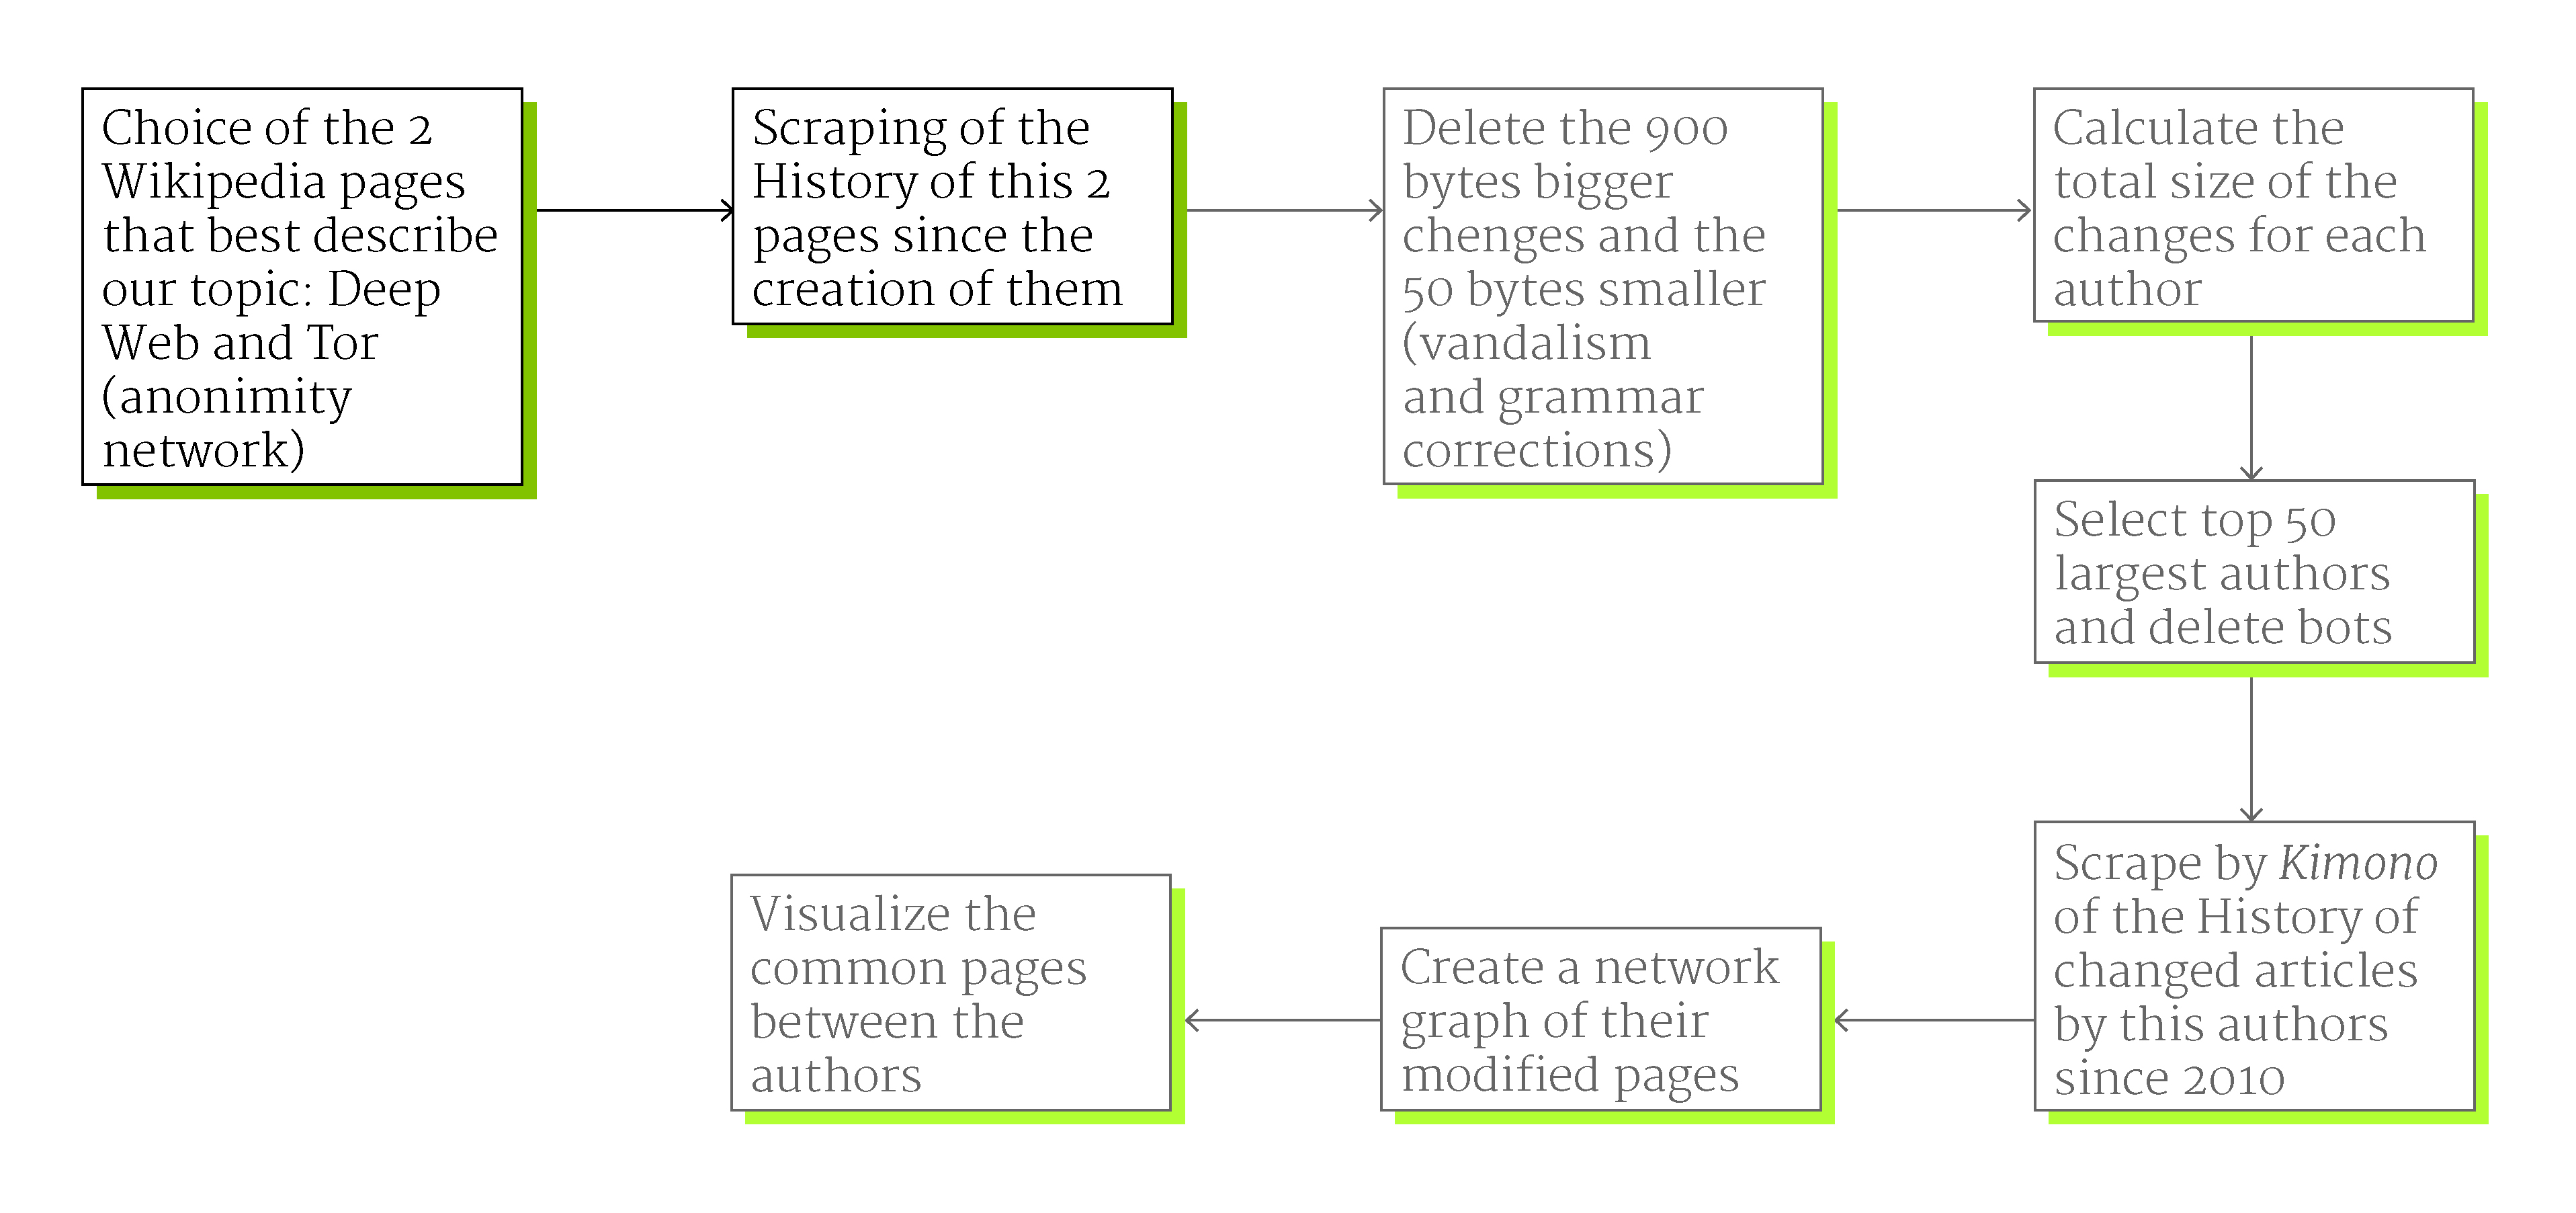 Choice of the 2
Wikipedia pages
that best describe
our topic: Deep
Web and Tor
(anonimity
network)
Scraping of the
History of this 2
pages since the
creation of them
Delete the 900
bytes bigger
chenges and the
50 bytes smaller
(vandalism
and grammar
corrections)
Calculate the
total size of the
changes for each
author
Select top 50
largest authors
and delete bots
Scrape by Kimono
of the History of
changed articles
by this authors
since 2010
Create a network
graph of their
modified pages
Visualize the
common pages
between the
authors